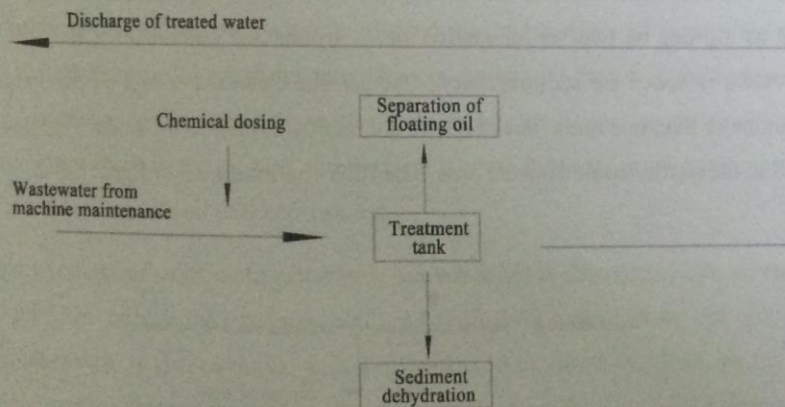 Discharge of treated water
Separation of
floating oil
Chemical dosing
Wastewater from
machine maintenance
Treatment
tank
Sediment
dehydration